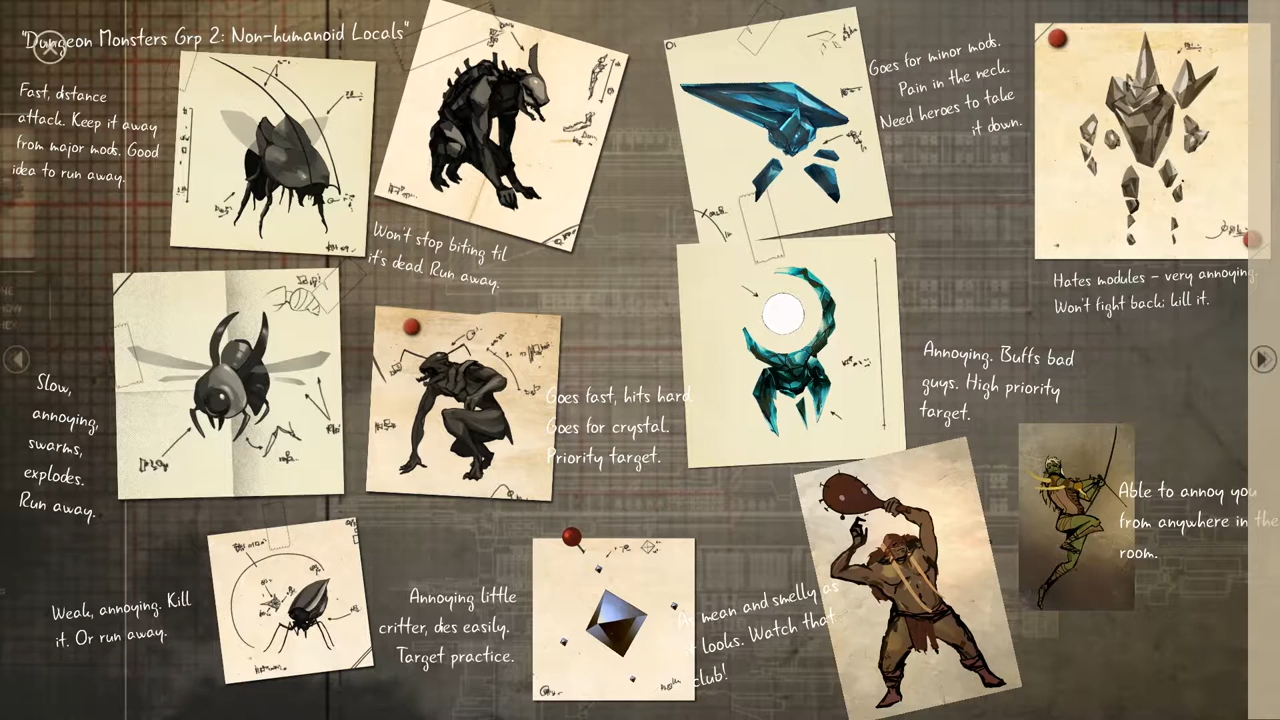 "Dungeon Monsters Grp 2: Non-humanoid Locals"
Fast, dstance
attack. Keep it away
from major mods. Good
idea to run away.
Won't stop biting til
it's dead Run away.
Goes for minor mods.
Pain in the neck.
Need heroes to take
it down.
Hates modules – very annoying.
Won't fight back: kill it.
Slow,
annoying,
swarms,
explodes.
Run away.
Goes fast, hits hard.
Goes for crystal.
Priority target.
Annoying. Buffs bad
guys. High priority
target.
Able to annoy you
from anywhere in the
room.
Weak, annoying. Kill
it. Or run away.
Annoying little
critter, des easily.
Target practice.
As mean and smelly as
looks. Watch that
club!